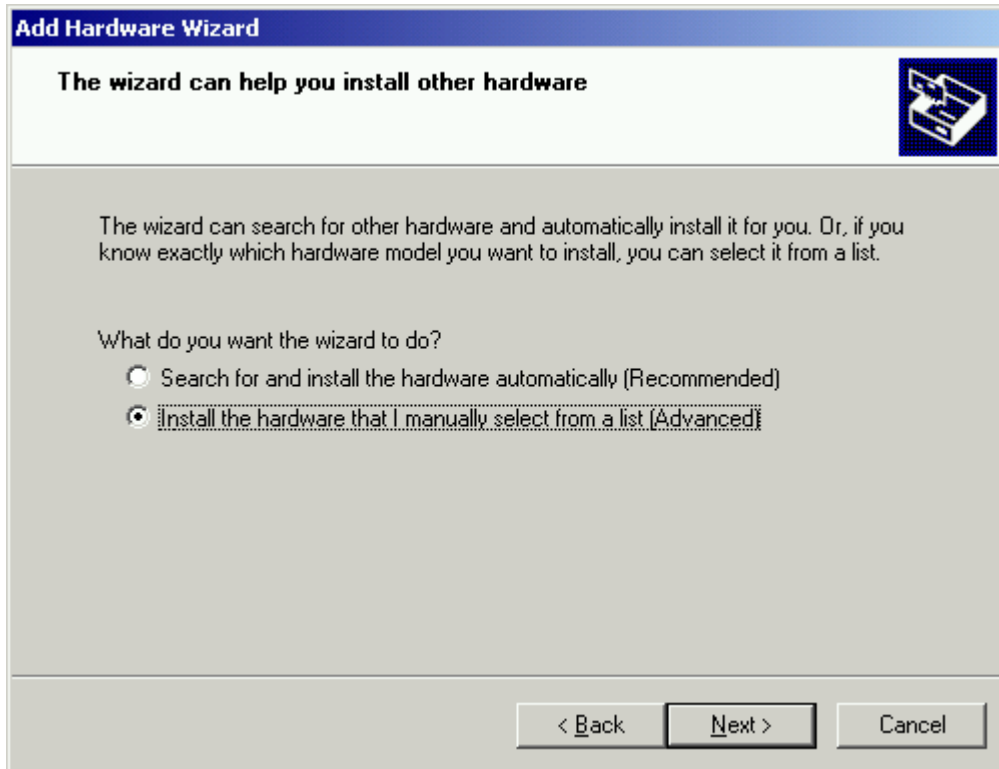 Add Hardware Wizard
The wizard can help you install other hardware
The wizard can search for other hardware and automatically install it for you. Or, if you
know exactly which hardware model you want to install, you can select it from a list.
What do you want the wizard to do?
Search for and install the hardware automatically (Recommended)
Install the hardware that I manually select from a list (Advanced)
< Back
Next >
Cancel